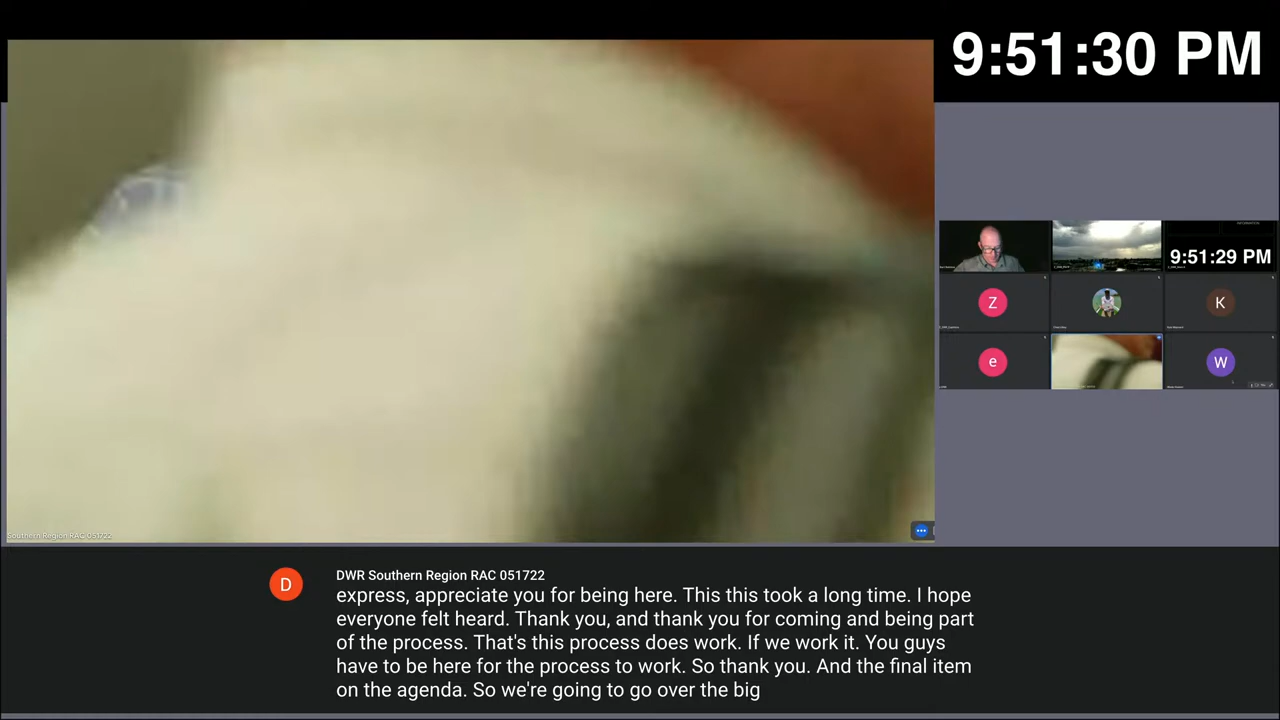 9:51:30 PM
9:51:29 PM
Z
K
e
W
Southern Region RAC 051722
D
DWR Southern Region RAC 051722
express, appreciate you for being here. This this took a long time. I hope
everyone felt heard. Thank you, and thank you for coming and being part
of the process. That's this process does work. If we work it. You guys
have to be here for the process to work. So thank you. And the final item
on the agenda. So we're going to go over the big